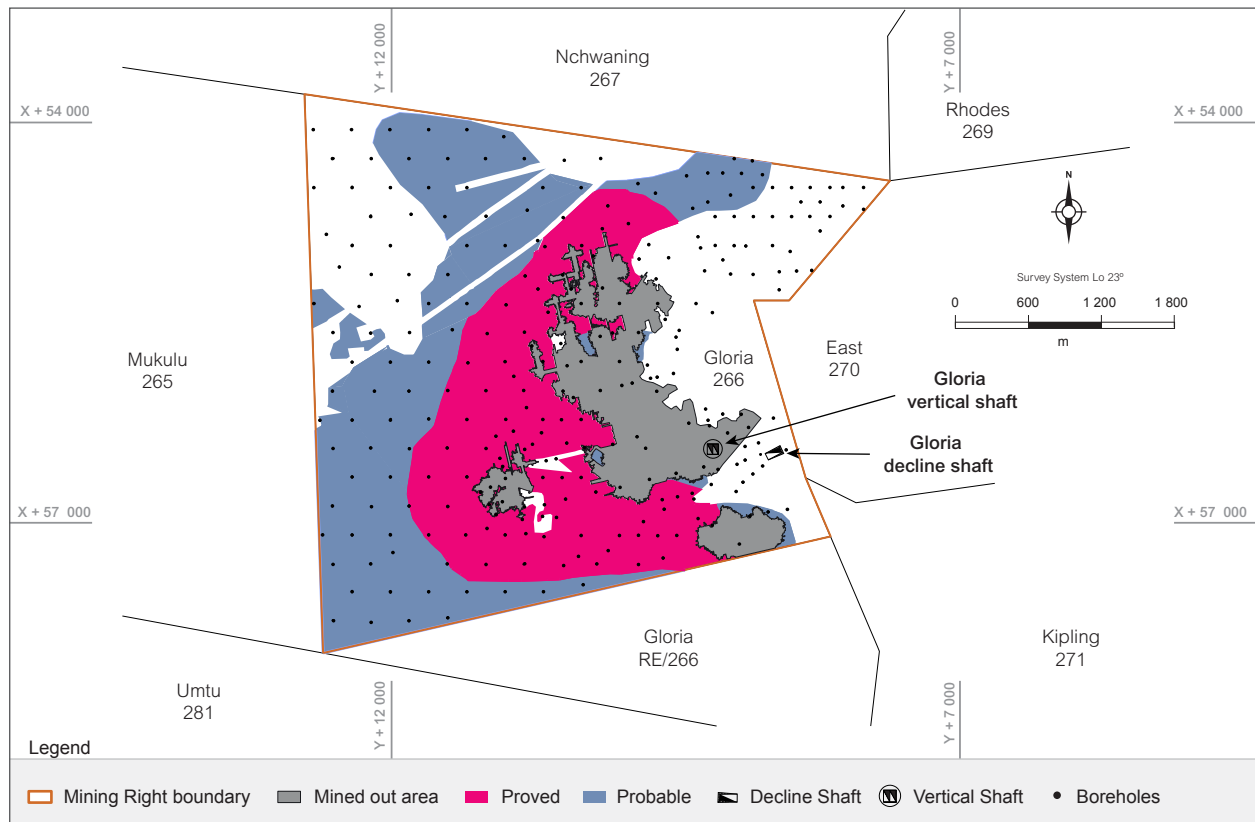 Y + 12 000
Y + 7 000
Nchwaning
267
X + 54 000
X + 54 000
Rhodes
269
N
Survey System Lo 23º
0 600 1200 1 800
m
Mukulu
265
Gloria
266
East
270
Gloria
vertical shaft
Gloria
decline shaft
X + 57 000
X + 57 000
Gloria
RE/266
Kipling
271
Umtu
281
Y + 12 000
Y + 7 000
Legend
Mining Right boundary Mined out area Proved Probable Decline Shaft Vertical Shaft Boreholes